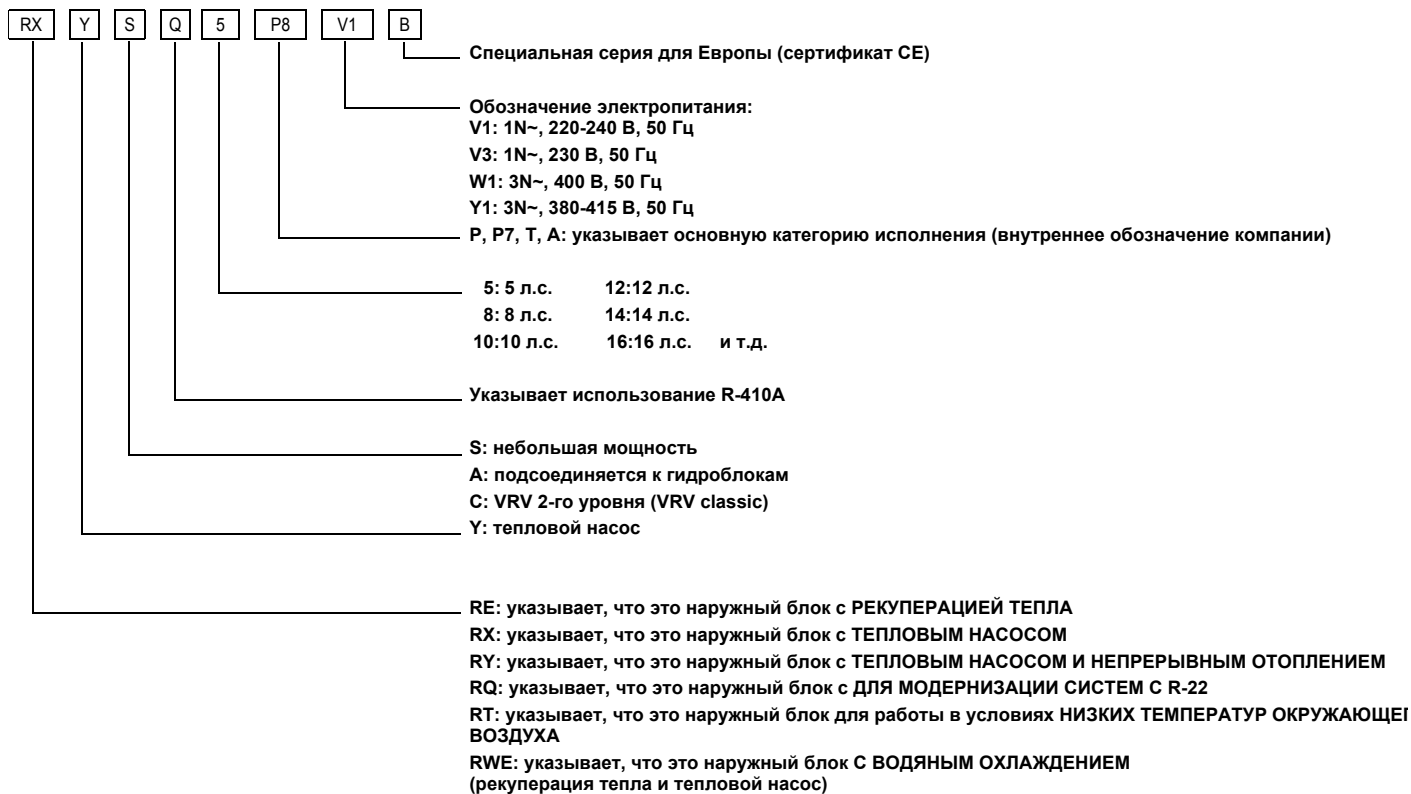 RX Y S Q 5 P8 V1 B
Специальная серия для Европы (сертификат CE)
Обозначение электропитания:
V1: 1N~, 220-240 В, 50 Гц
V3: 1N~, 230 В, 50 Гц
W1: 3N~, 400 В, 50 Гц
Y1: 3N~, 380-415 В, 50 Гц
P, P7, T, A: указывает основную категорию исполнения (внутреннее обозначение компании)
5: 5 л.с. 12:12 л.с.
8: 8 л.с. 14:14 л.с.
10:10 л.с. 16:16 л.с. и т.д.
Указывает использование R-410A
S: небольшая мощность
A: подсоединяется к гидроблокам
C: VRV 2-го уровня (VRV classic)
Y: тепловой насос
RE: указывает, что это наружный блок с РЕКУПЕРАЦИЕЙ ТЕПЛА
RX: указывает, что это наружный блок с ТЕПЛОВЫМ НАСОСОМ
RY: указывает, что это наружный блок с ТЕПЛОВЫМ НАСОСОМ И НЕПРЕРЫВНЫМ ОТОПЛЕНИЕМ
RQ: указывает, что это наружный блок с ДЛЯ МОДЕРНИЗАЦИИ СИСТЕМ С R-22
RT: указывает, что это наружный блок для работы в условиях НИЗКИХ ТЕМПЕРАТУР ОКРУЖАЮЩЕГ
ВОЗДУХА
RWE: указывает, что это наружный блок С ВОДЯНЫМ ОХЛАЖДЕНИЕМ
(рекуперация тепла и тепловой насос)